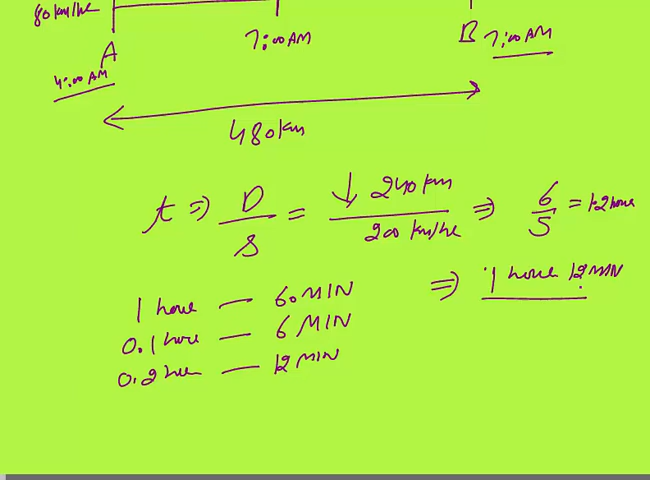 80 km/hr
A 7:00 AM B 7:00 AM
4:00 AM
480 km
t ⇒ D/S = ↓ 240 km / 200 km/hr ⇒ 6/5 = 1.2 hour
⇒ 1 hour 12 MIN
1 hour — 60 MIN
0.1 hour — 6 MIN
0.2 hour — 12 MIN